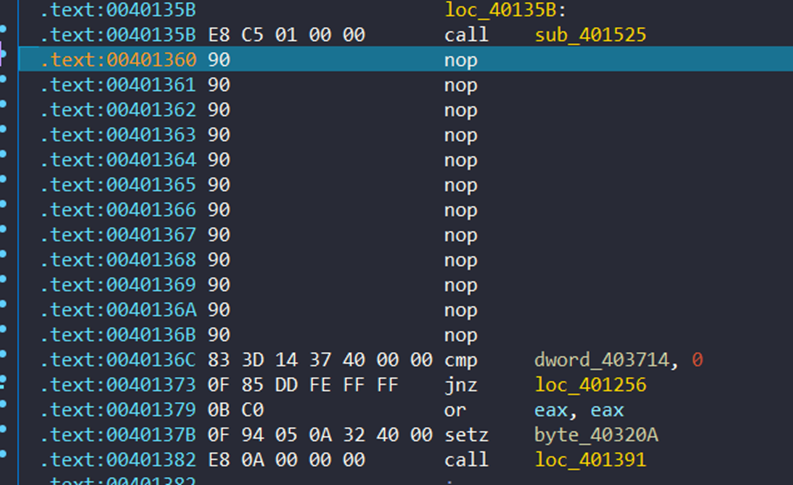 .text:0040135B loc_40135B:
.text:0040135B E8 C5 01 00 00 call sub_401525
.text:00401360 90 nop
.text:00401361 90 nop
.text:00401362 90 nop
.text:00401363 90 nop
.text:00401364 90 nop
.text:00401365 90 nop
.text:00401366 90 nop
.text:00401367 90 nop
.text:00401368 90 nop
.text:00401369 90 nop
.text:0040136A 90 nop
.text:0040136B 90 nop
.text:0040136C 83 3D 14 37 40 00 00 cmp dword_403714, 0
.text:00401373 0F 85 DD FE FF FF jnz loc_401256
.text:00401379 0B C0 or eax, eax
.text:0040137B 0F 94 05 0A 32 40 00 setz byte_40320A
.text:00401382 E8 0A 00 00 00 call loc_401391
.text:00401382 ;